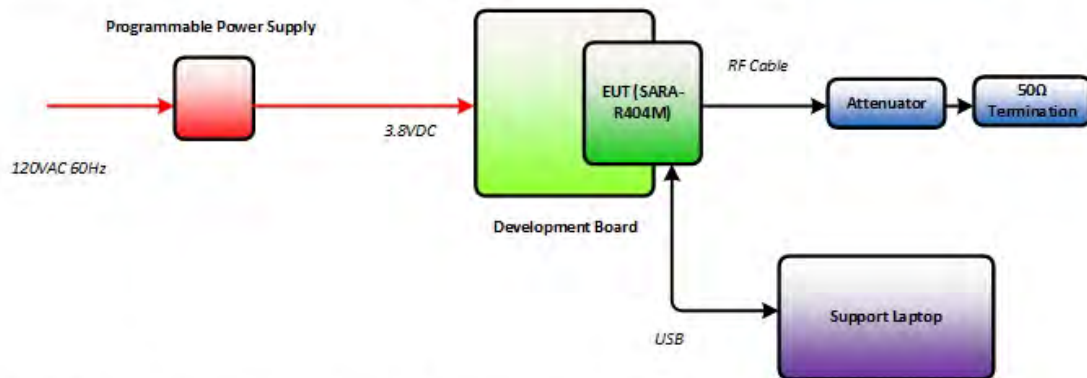 Programmable Power Supply
120VAC 60Hz
3.8VDC
EUT (SARA-
R404M)
Development Board
RF Cable
Attenuator
50Ω
Termination
USB
Support Laptop